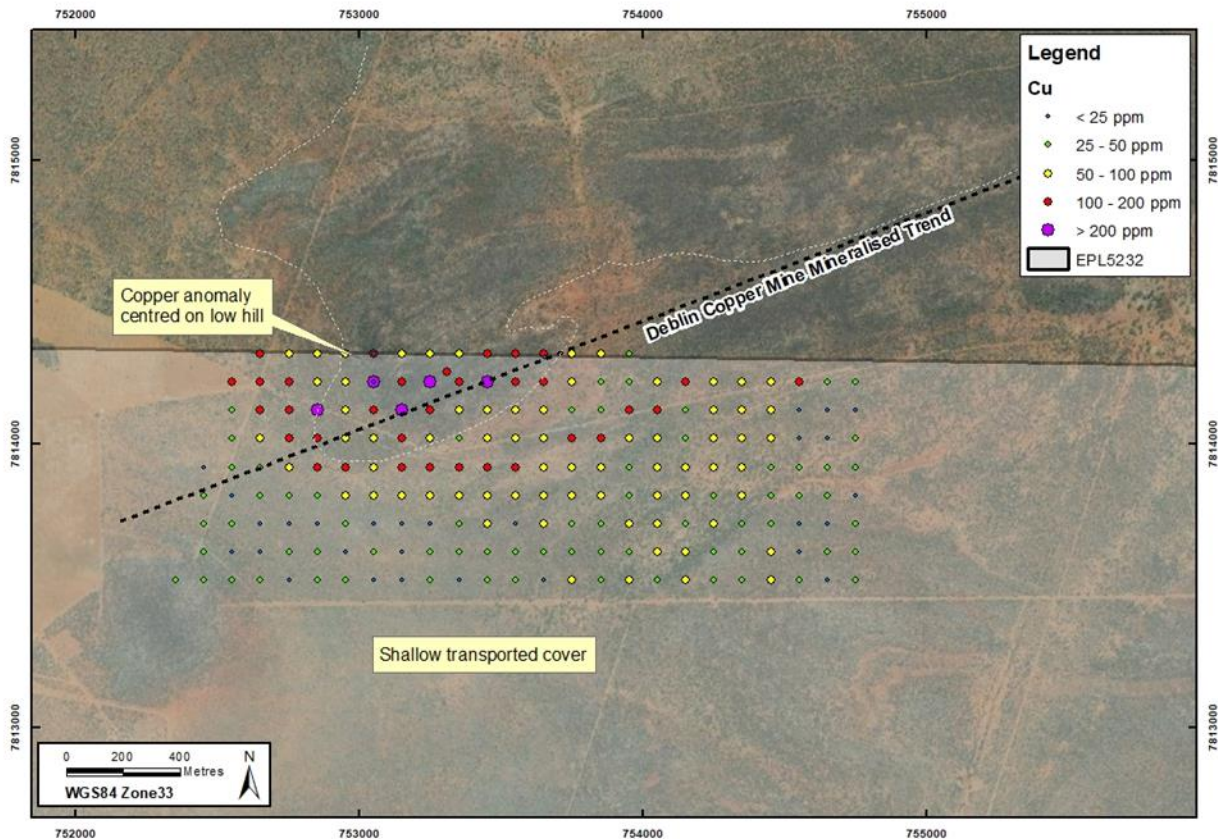 752000 753000 754000 755000
Legend
Cu
< 25 ppm
25 - 50 ppm
50 - 100 ppm
100 - 200 ppm
> 200 ppm
EPL5232
7815000 7815000
Deblin Copper Mine Mineralised Trend
Copper anomaly
centred on low hill
7814000 7814000
Shallow transported cover
7813000 7813000
0 200 400
Metres
N
WGS84 Zone33
752000 753000 754000 755000